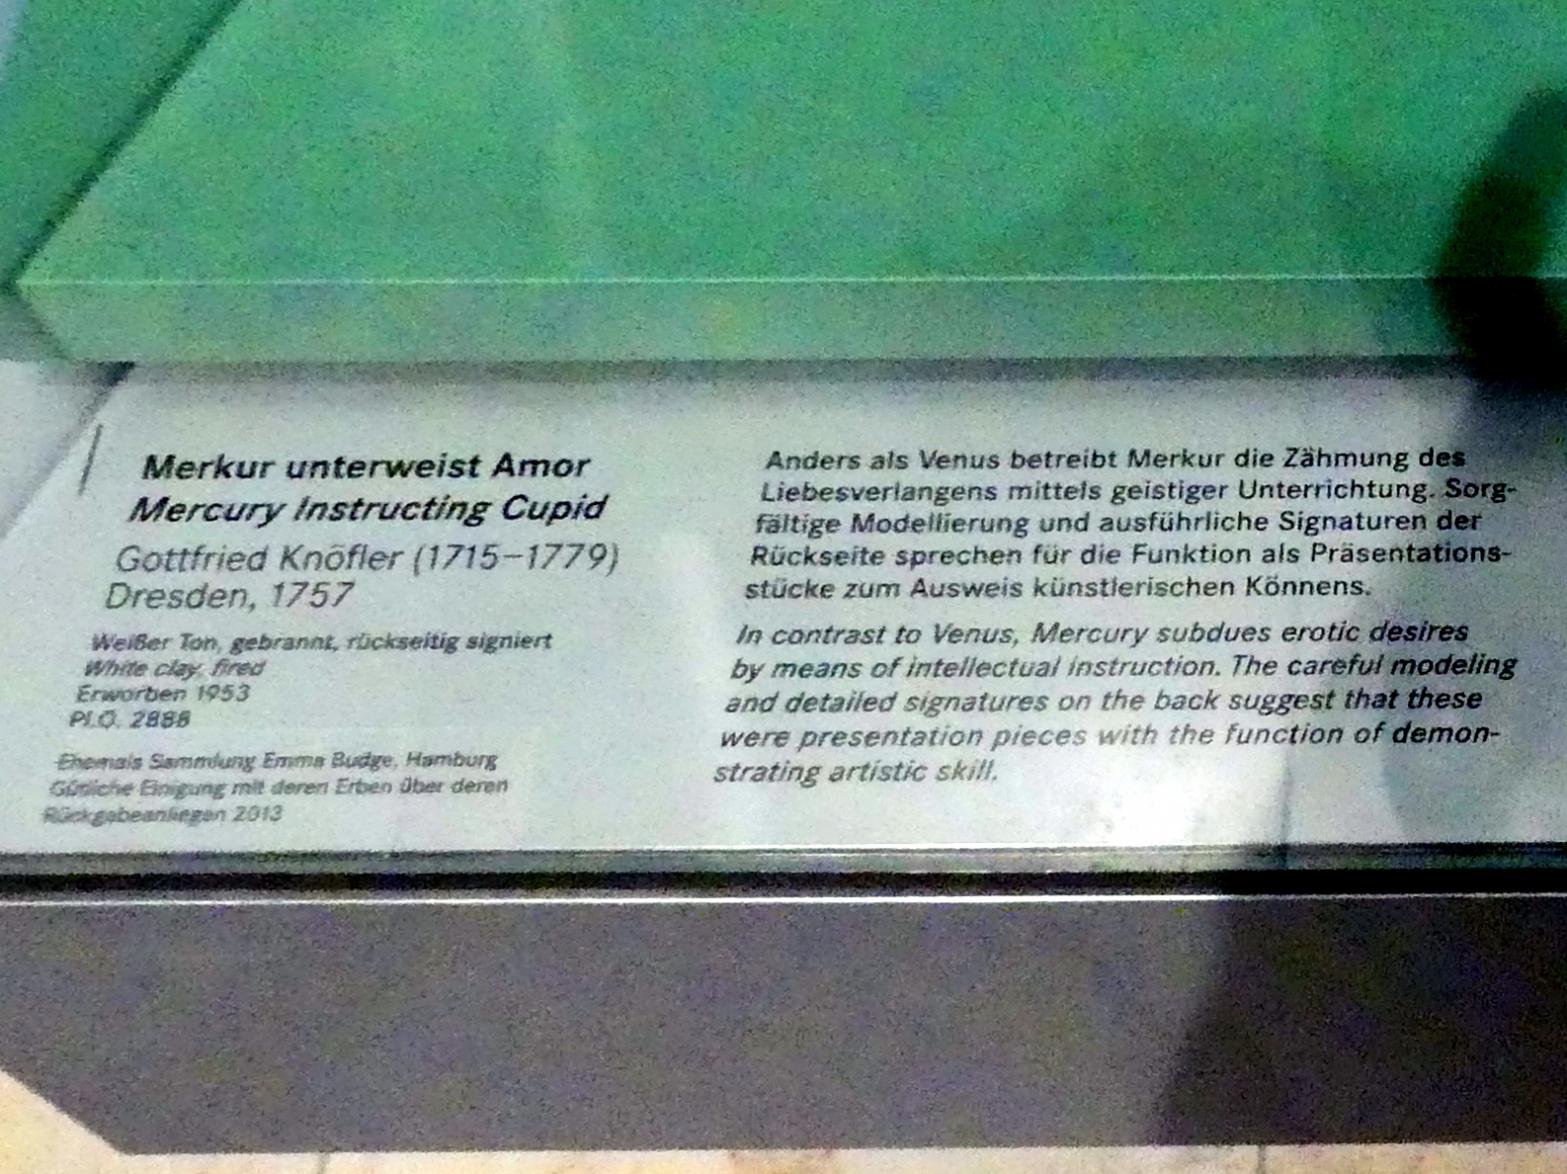 Merkur unterweist Amor
Mercury Instructing Cupid
Gottfried Knöfler (1715–1779)
Dresden, 1757
Weißer Ton, gebrannt, rückseitig signiert
White clay, fired
Erworben 1953
Pl.O. 2888
Ehemals Sammlung Emma Budge, Hamburg
Gütliche Einigung mit deren Erben über deren
Rückgabeanliegen 2013
Anders als Venus betreibt Merkur die Zähmung des
Liebesverlangens mittels geistiger Unterrichtung. Sorg-
fältige Modellierung und ausführliche Signaturen der
Rückseite sprechen für die Funktion als Präsentations-
stücke zum Ausweis künstlerischen Könnens.
In contrast to Venus, Mercury subdues erotic desires
by means of intellectual instruction. The careful modeling
and detailed signatures on the back suggest that these
were presentation pieces with the function of demon-
strating artistic skill.